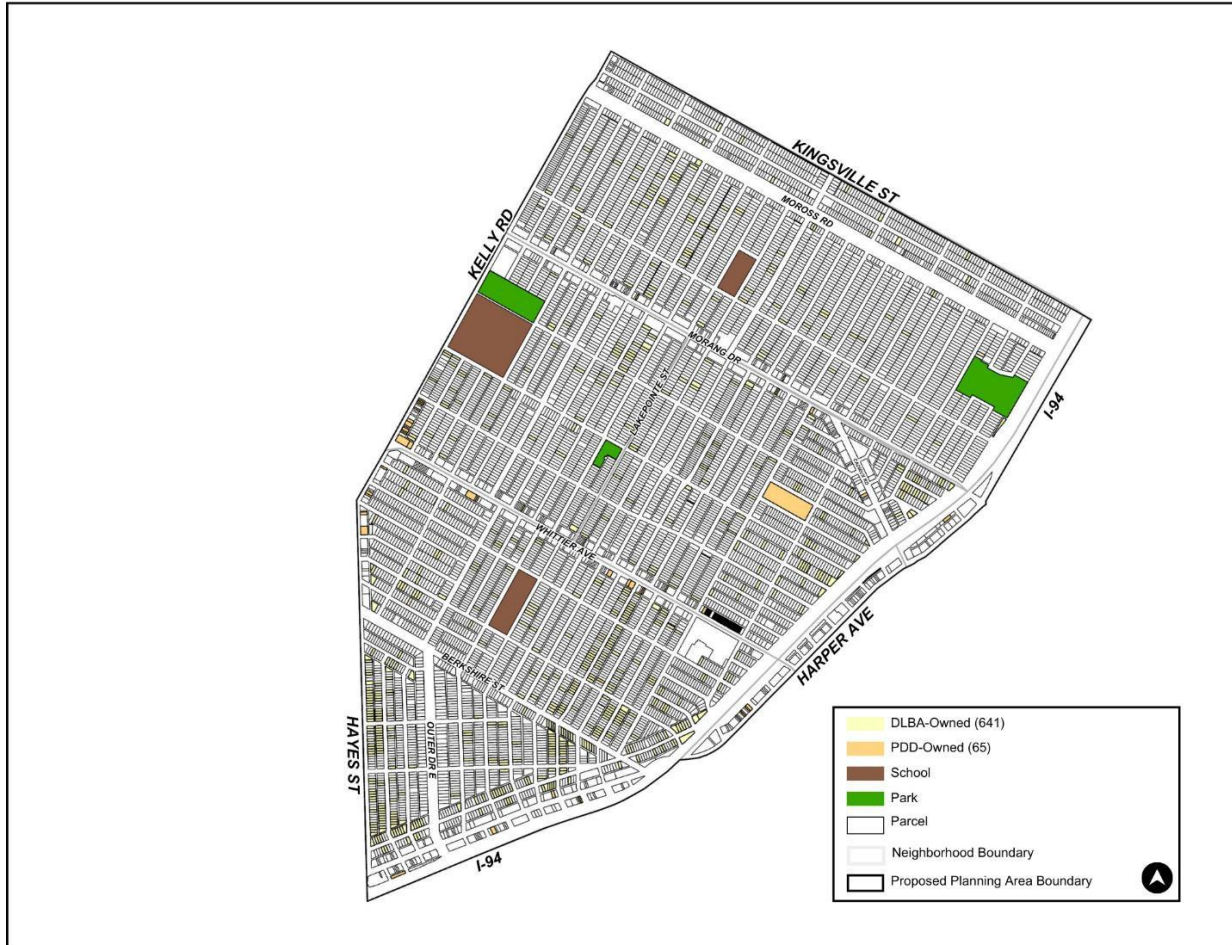 KINGSVILLE ST
MOROSS RD
KELLY RD
MORANG DR
LAKEPOINTE ST
I-94
WHITTIER AVE
HARPER AVE
BERKSHIRE ST
HAYES ST
OUTER DR E
I-94
DLBA-Owned (641)
PDD-Owned (65)
School
Park
Parcel
Neighborhood Boundary
Proposed Planning Area Boundary